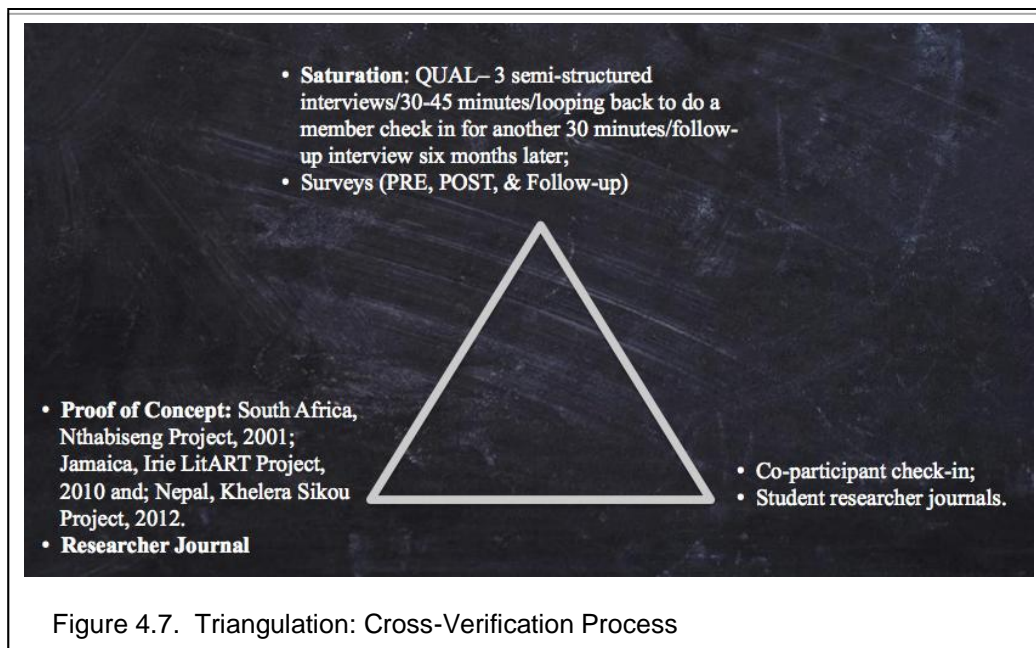 • Saturation: QUAL– 3 semi-structured
interviews/30-45 minutes/looping back to do a
member check in for another 30 minutes/follow-
up interview six months later;
• Surveys (PRE, POST, & Follow-up)
• Proof of Concept: South Africa,
Nthabiseng Project, 2001;
Jamaica, Irie LitART Project,
2010 and; Nepal, Khelera Sikou
Project, 2012.
• Researcher Journal
• Co-participant check-in;
• Student researcher journals.
Figure 4.7. Triangulation: Cross-Verification Process